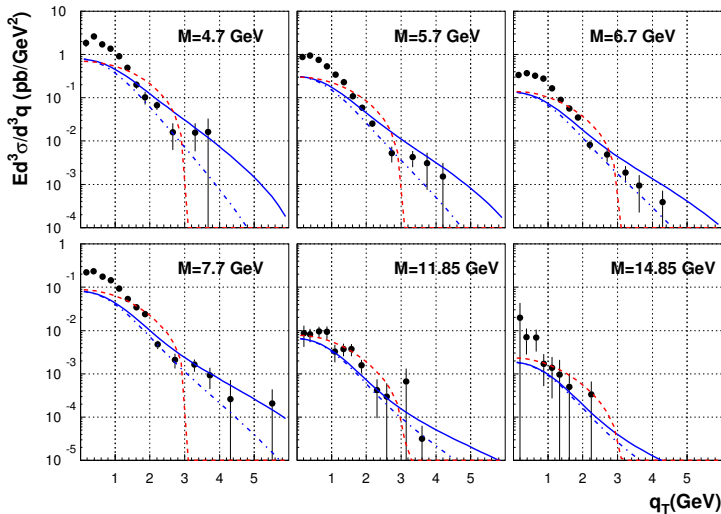 Ed³σ/d³q (pb/GeV²)
10
1
10⁻¹
10⁻²
10⁻³
10⁻⁴
M=4.7 GeV
M=5.7 GeV
M=6.7 GeV
1
10⁻¹
10⁻²
10⁻³
10⁻⁴
10⁻⁵
M=7.7 GeV
M=11.85 GeV
M=14.85 GeV
1 2 3 4 5
1 2 3 4 5
1 2 3 4 5
q_T(GeV)